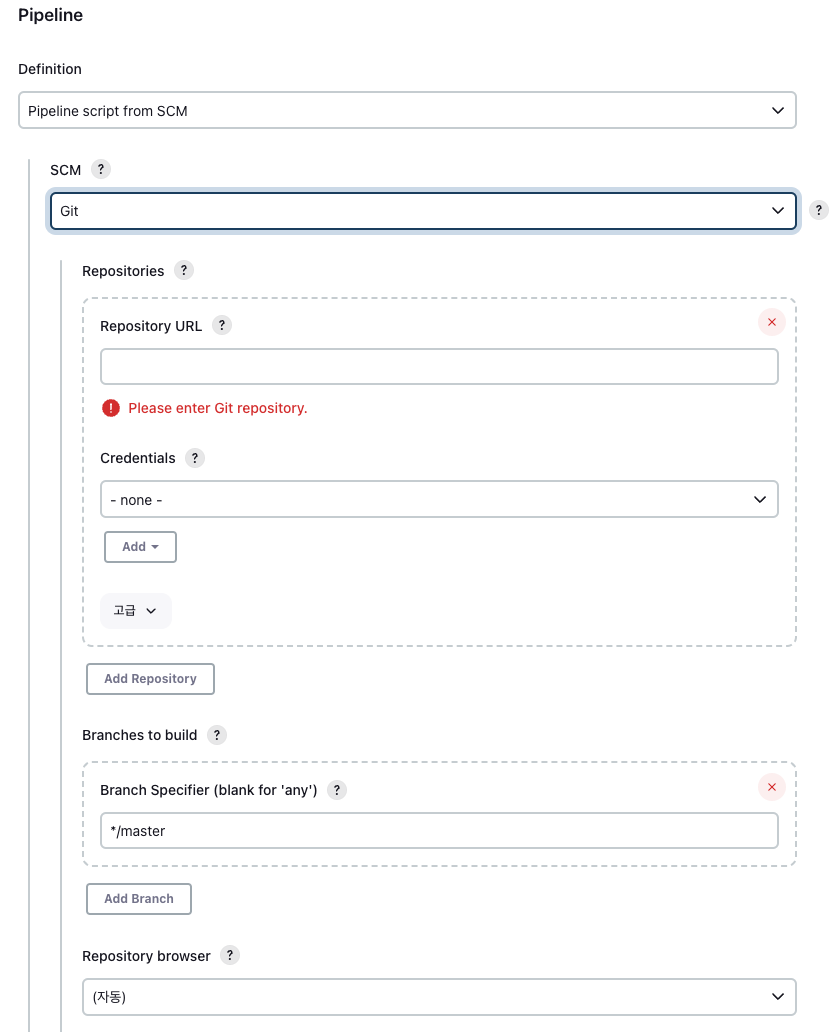 Pipeline
Definition
Pipeline script from SCM
SCM ?
Git
?
Repositories ?
Repository URL ?
Please enter Git repository.
Credentials ?
- none -
Add
고급
Add Repository
Branches to build ?
Branch Specifier (blank for 'any') ?
*/master
Add Branch
Repository browser ?
(자동)